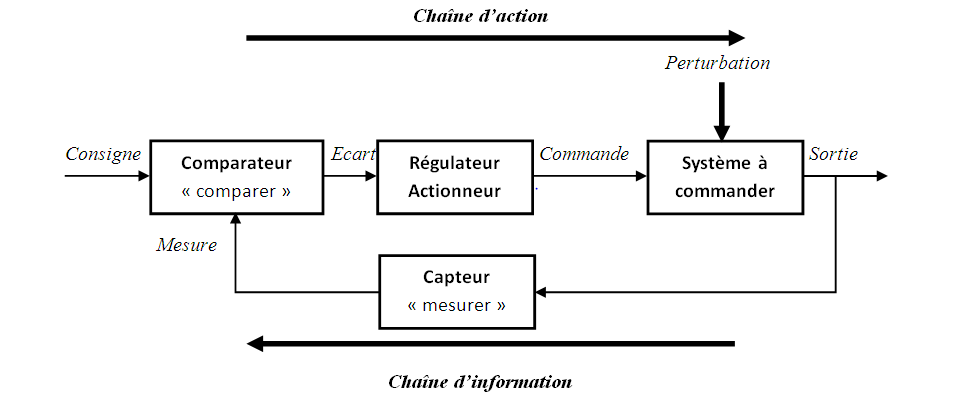 Chaîne d’action
Perturbation
Consigne
Comparateur
« comparer »
Ecart
Régulateur
Actionneur
Commande
Système à
commander
Sortie
Mesure
Capteur
« mesurer »
Chaîne d’information